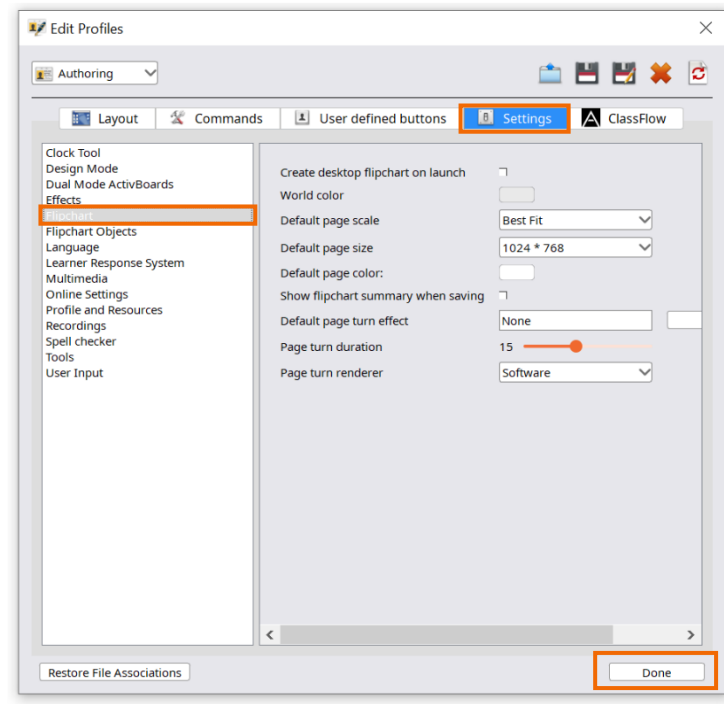 Edit Profiles
Authoring
Layout
Commands
User defined buttons
Settings
ClassFlow
Clock Tool
Design Mode
Dual Mode ActivBoards
Effects
Flipchart
Flipchart Objects
Language
Learner Response System
Multimedia
Online Settings
Profile and Resources
Recordings
Spell checker
Tools
User Input
Create desktop flipchart on launch
World color
Default page scale Best Fit
Default page size 1024 * 768
Default page color:
Show flipchart summary when saving
Default page turn effect None
Page turn duration 15
Page turn renderer Software
Restore File Associations
Done